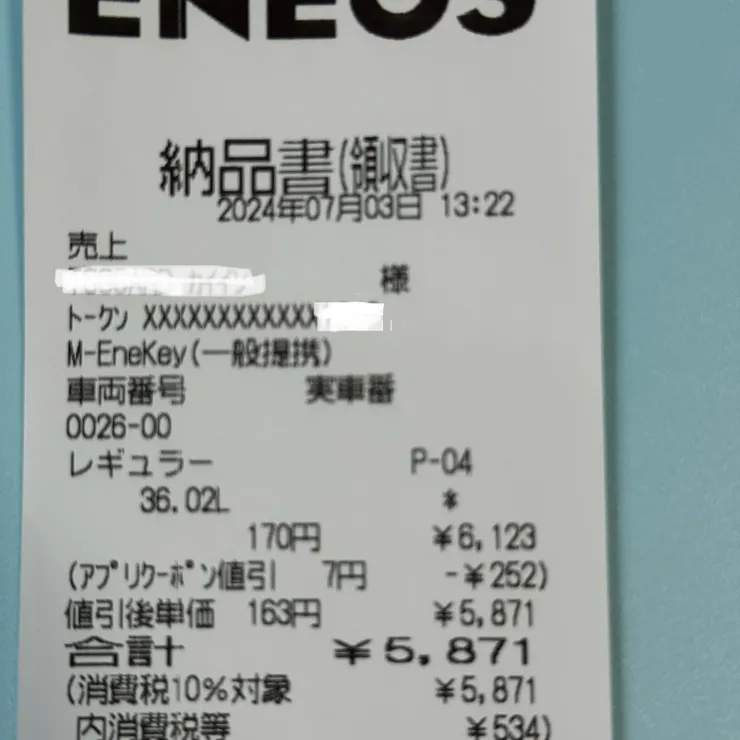 ENEOS
納品書(領収書)
2024年07月03日 13:22
売上
様
トークン XXXXXXXXXXXX
M-EneKey(一般提携)
車両番号 実車番
0026-00
レギュラー P-04
36.02L *
170円 ¥6,123
(アプリクーポン値引 7円 -¥252)
値引後単価 163円 ¥5,871
合計 ¥5,871
(消費税10%対象 ¥5,871
内消費税等 ¥534)